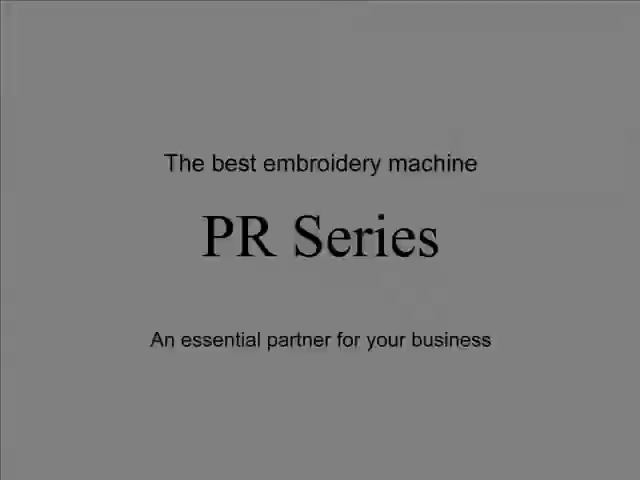 The best embroidery machine
PR Series
An essential partner for your business